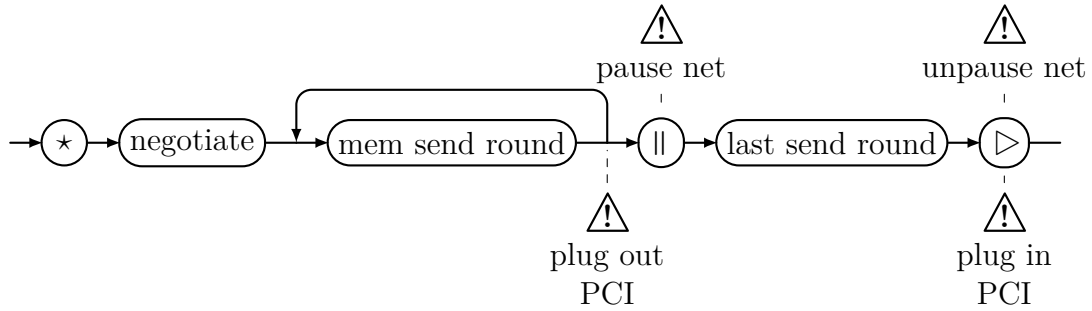 pause net
unpause net
negotiate
mem send round
last send round
plug out
PCI
plug in
PCI